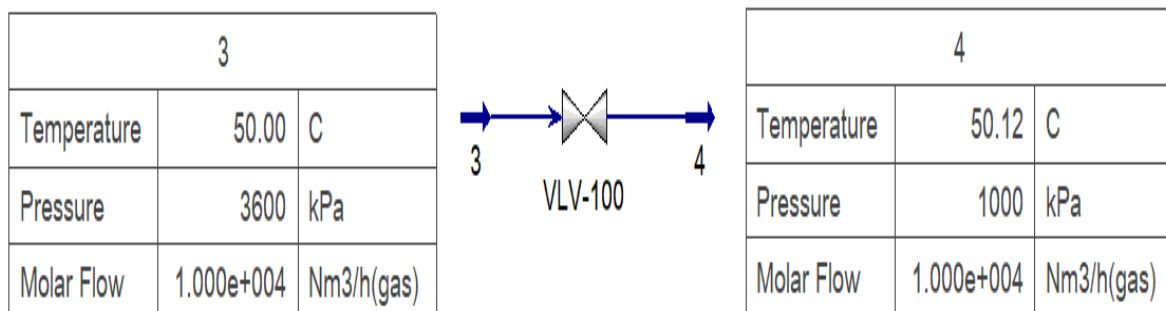 3
Temperature 50.00 C
Pressure 3600 kPa
Molar Flow 1.000e+004 Nm3/h(gas)
3
4
VLV-100
4
Temperature 50.12 C
Pressure 1000 kPa
Molar Flow 1.000e+004 Nm3/h(gas)